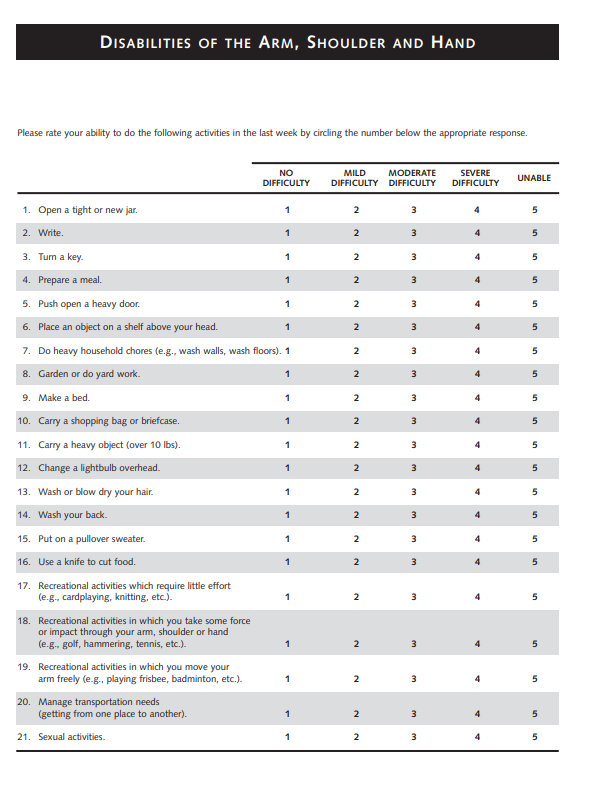 DISABILITIES OF THE ARM, SHOULDER AND HAND
Please rate your ability to do the following activities in the last week by circling the number below the appropriate response.
NO DIFFICULTY MILD DIFFICULTY MODERATE DIFFICULTY SEVERE DIFFICULTY UNABLE
1. Open a tight or new jar. 1 2 3 4 5
2. Write. 1 2 3 4 5
3. Turn a key. 1 2 3 4 5
4. Prepare a meal. 1 2 3 4 5
5. Push open a heavy door. 1 2 3 4 5
6. Place an object on a shelf above your head. 1 2 3 4 5
7. Do heavy household chores (e.g., wash walls, wash floors). 1 2 3 4 5
8. Garden or do yard work. 1 2 3 4 5
9. Make a bed. 1 2 3 4 5
10. Carry a shopping bag or briefcase. 1 2 3 4 5
11. Carry a heavy object (over 10 lbs). 1 2 3 4 5
12. Change a lightbulb overhead. 1 2 3 4 5
13. Wash or blow dry your hair. 1 2 3 4 5
14. Wash your back. 1 2 3 4 5
15. Put on a pullover sweater. 1 2 3 4 5
16. Use a knife to cut food. 1 2 3 4 5
17. Recreational activities which require little effort
(e.g., cardplaying, knitting, etc.). 1 2 3 4 5
18. Recreational activities in which you take some force
or impact through your arm, shoulder or hand
(e.g., golf, hammering, tennis, etc.). 1 2 3 4 5
19. Recreational activities in which you move your
arm freely (e.g., playing frisbee, badminton, etc.). 1 2 3 4 5
20. Manage transportation needs
(getting from one place to another). 1 2 3 4 5
21. Sexual activities. 1 2 3 4 5